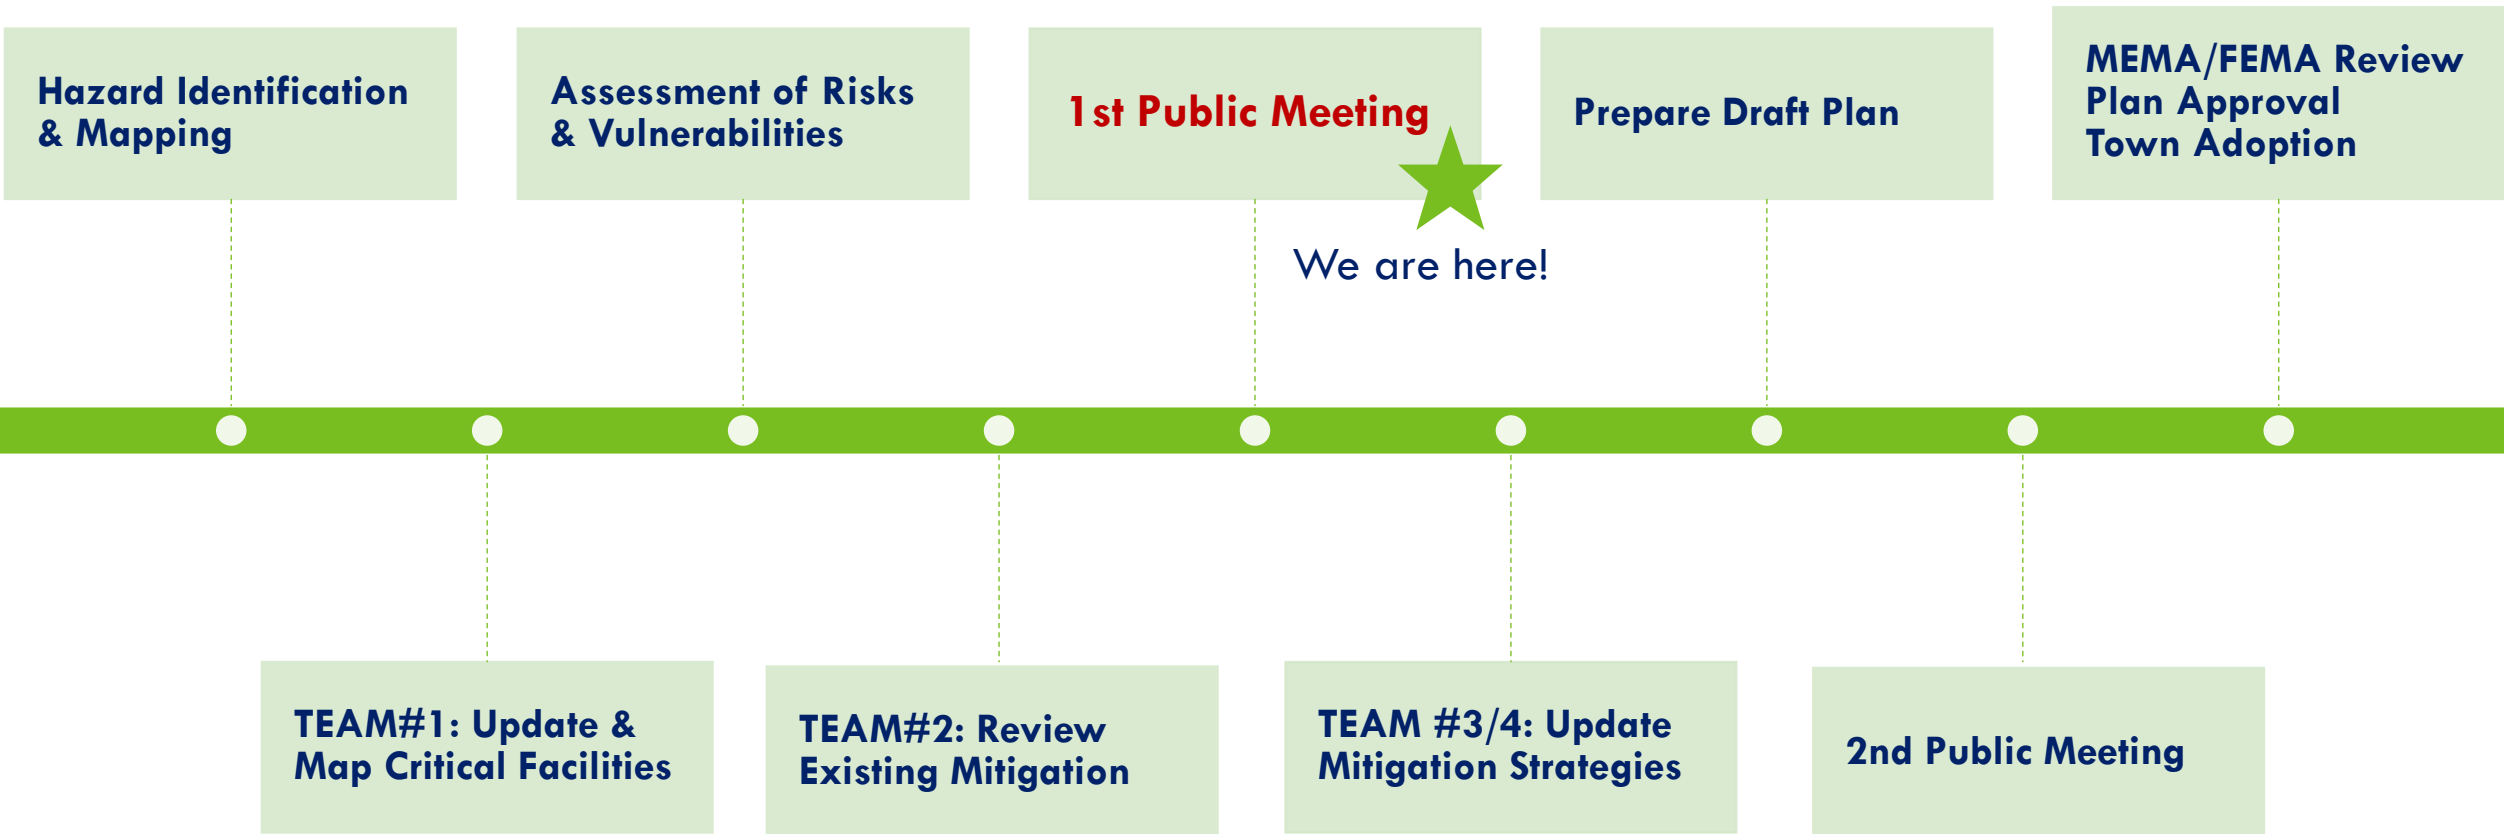 Hazard Identification
& Mapping
Assessment of Risks
& Vulnerabilities
1st Public Meeting
We are here!
Prepare Draft Plan
MEMA/FEMA Review
Plan Approval
Town Adoption
TEAM#1: Update &
Map Critical Facilities
TEAM#2: Review
Existing Mitigation
TEAM #3/4: Update
Mitigation Strategies
2nd Public Meeting